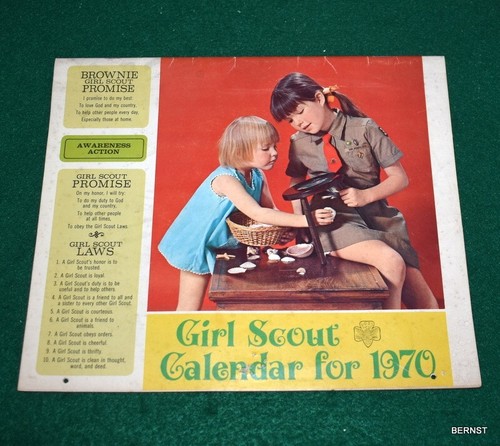 BROWNIE
GIRL SCOUT
PROMISE
I promise to do my best
To love God and my country,
To help other people every day,
Especially those at home.
AWARENESS
ACTION
GIRL SCOUT
PROMISE
On my honor, I will try:
To do my duty to God
and my country,
To help other people
at all times,
To obey the Girl Scout Laws.
GIRL SCOUT
LAWS
1. A Girl Scout's honor is to
be trusted.
2. A Girl Scout is loyal.
3. A Girl Scout's duty is to be
useful and to help others.
4. A Girl Scout is a friend to all and
a sister to every other Girl Scout.
5. A Girl Scout is courteous.
6. A Girl Scout is a friend to
animals.
7. A Girl Scout obeys orders.
8. A Girl Scout is cheerful.
9. A Girl Scout is thrifty.
10. A Girl Scout is clean in thought,
word, and deed.
Girl Scout
Calendar for 1970
BERNST